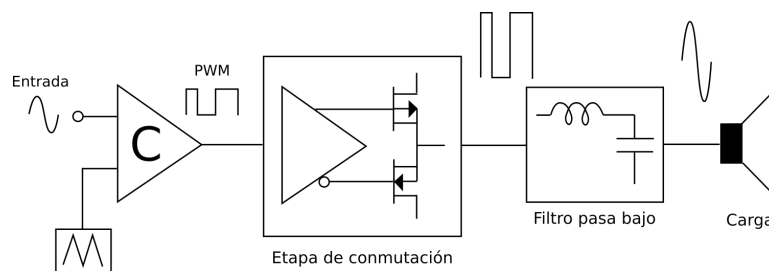 Entrada
PWM
C
Etapa de conmutación
Filtro pasa bajo
Carga